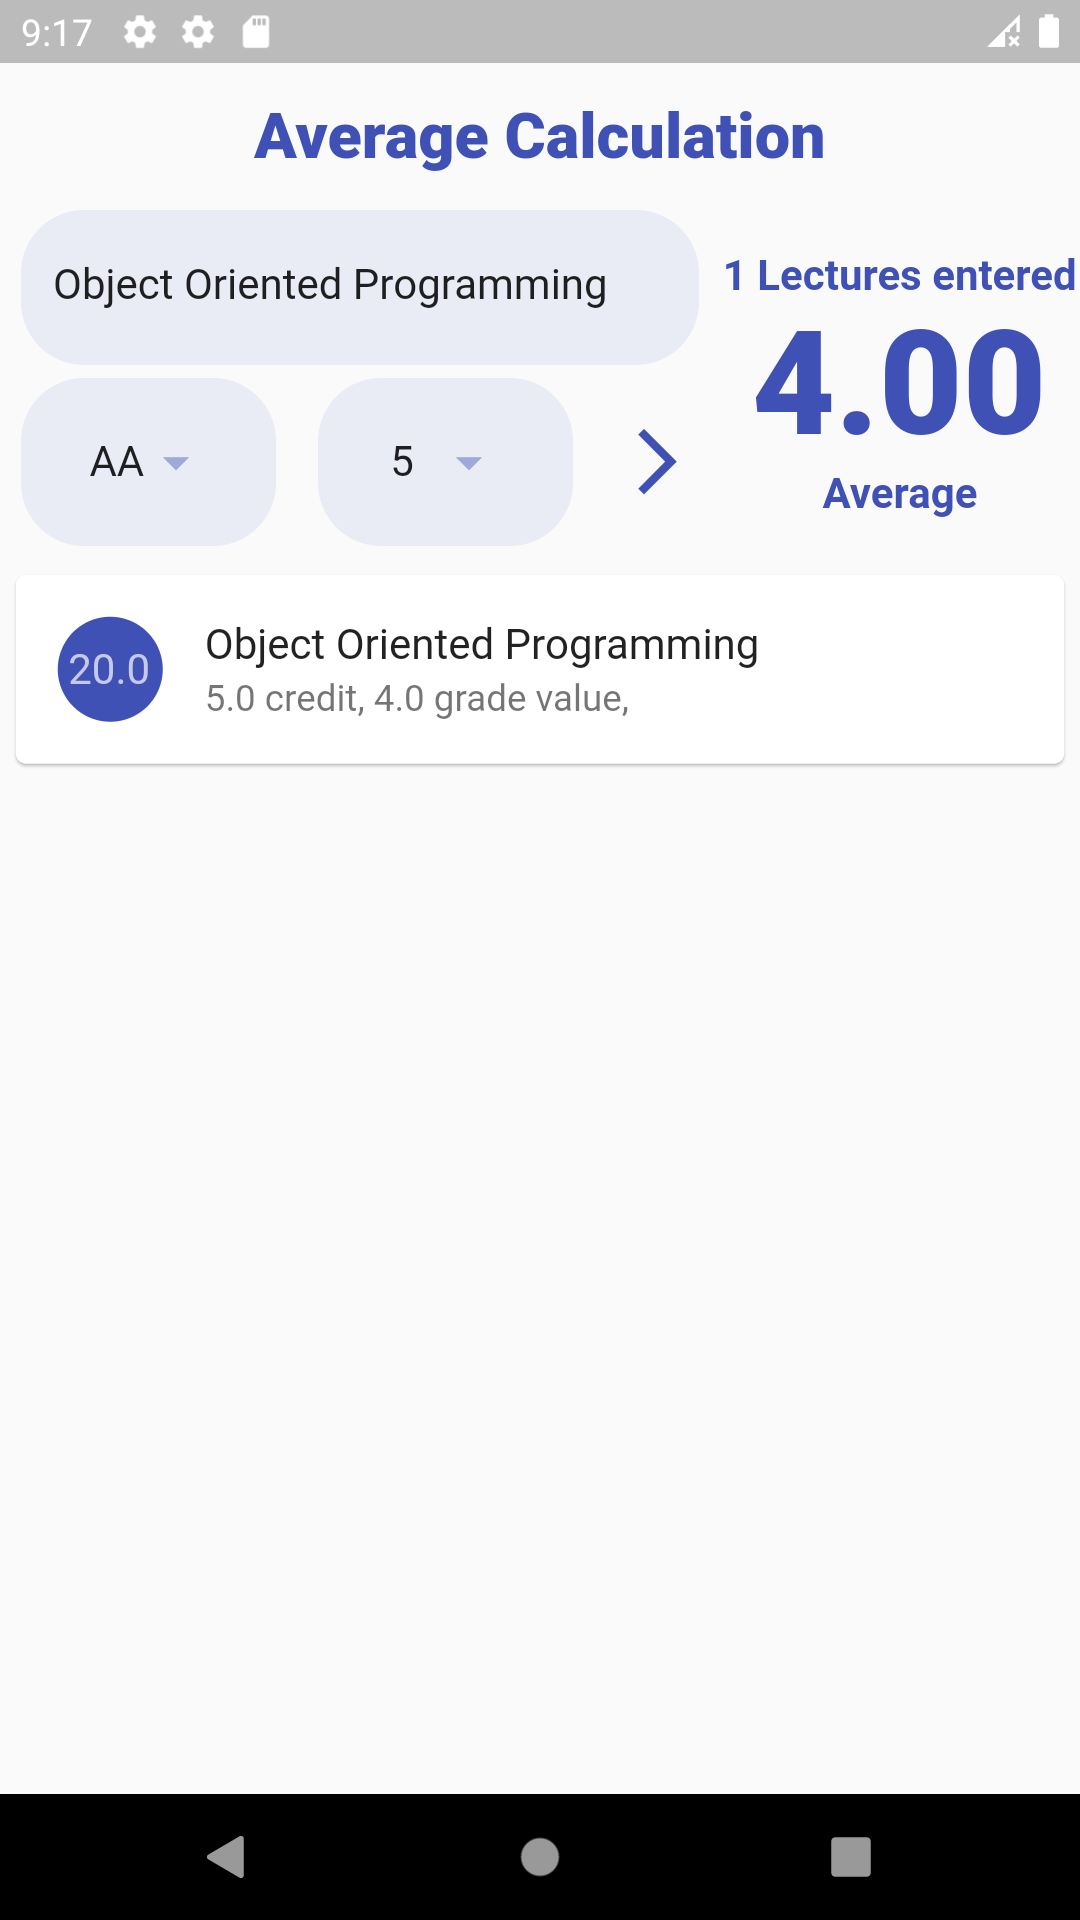 9:17
Average Calculation
Object Oriented Programming
1 Lectures entered
4.00
AA
5
Average
20.0
Object Oriented Programming
5.0 credit, 4.0 grade value,